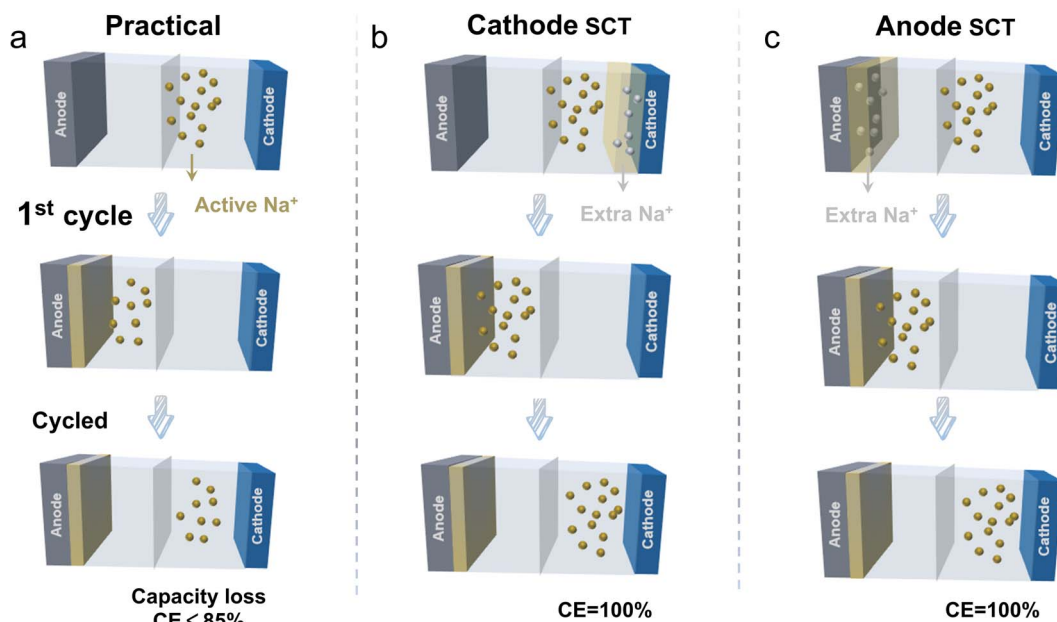 a
Practical
Anode
Cathode
Active Na⁺
1st cycle
Anode
Cathode
Cycled
Anode
Cathode
Capacity loss
CE < 85%
b
Cathode SCT
Anode
Cathode
Extra Na⁺
Anode
Cathode
Anode
Cathode
CE=100%
c
Anode SCT
Anode
Cathode
Extra Na⁺
Anode
Cathode
Anode
Cathode
CE=100%